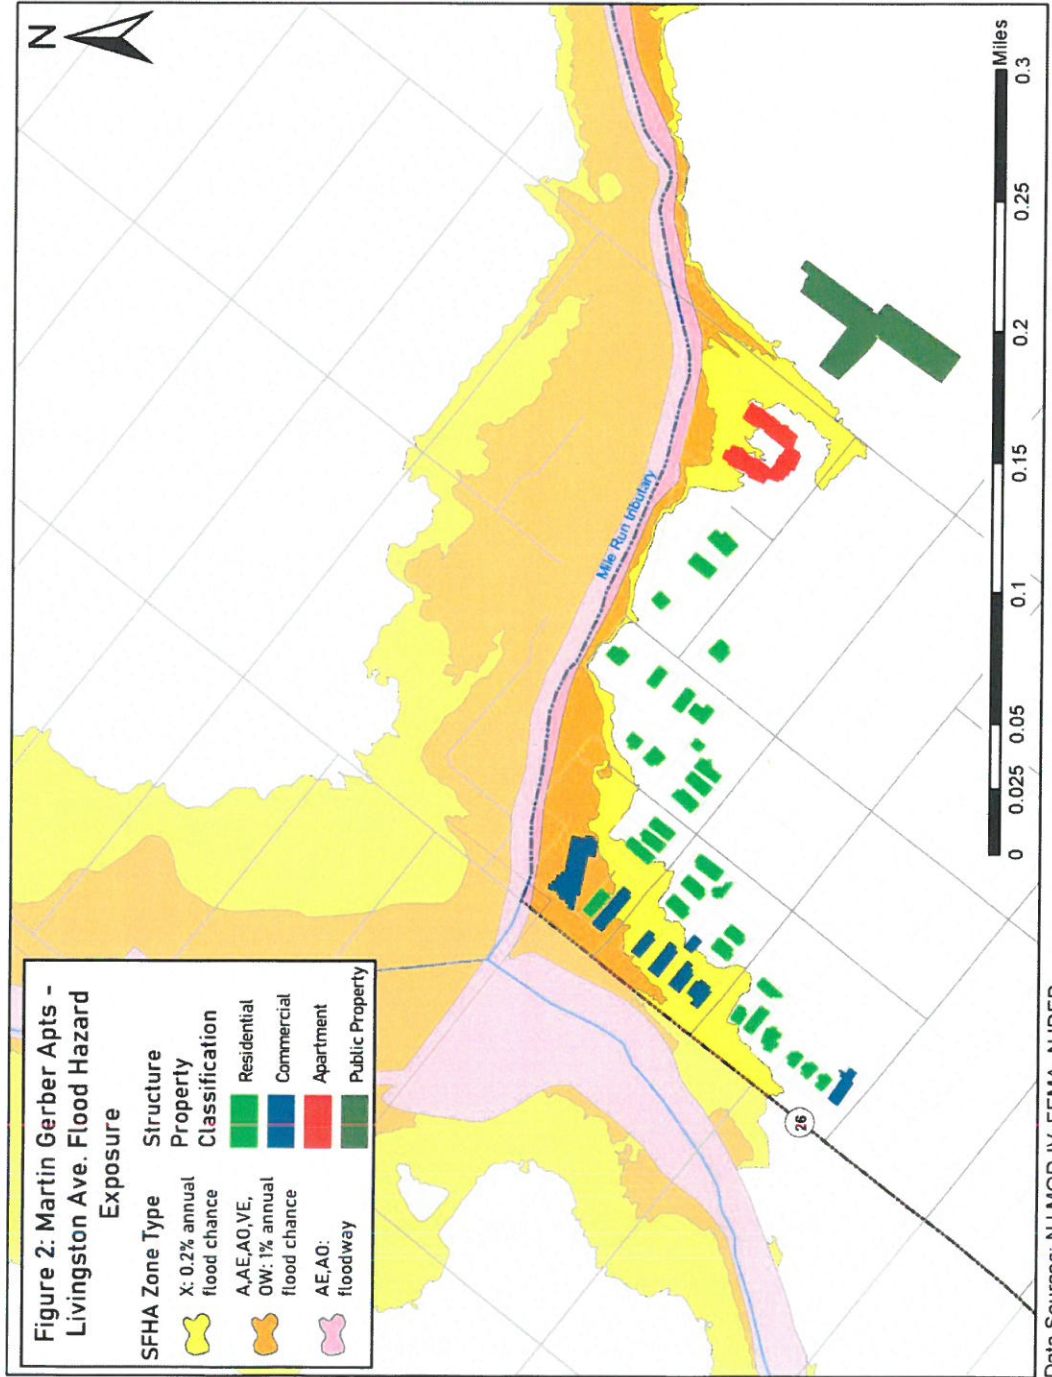 Figure 2: Martin Gerber Apts -
Livingston Ave. Flood Hazard
Exposure
SFHA Zone Type
X: 0.2% annual
flood chance
A,AE,AO,VE,
OW: 1% annual
flood chance
AE,AO:
floodway
Structure
Property
Classification
Residential
Commercial
Apartment
Public Property
N
Mile Run tributary
26
0 0.025 0.05 0.1 0.15 0.2 0.25 0.3
Miles